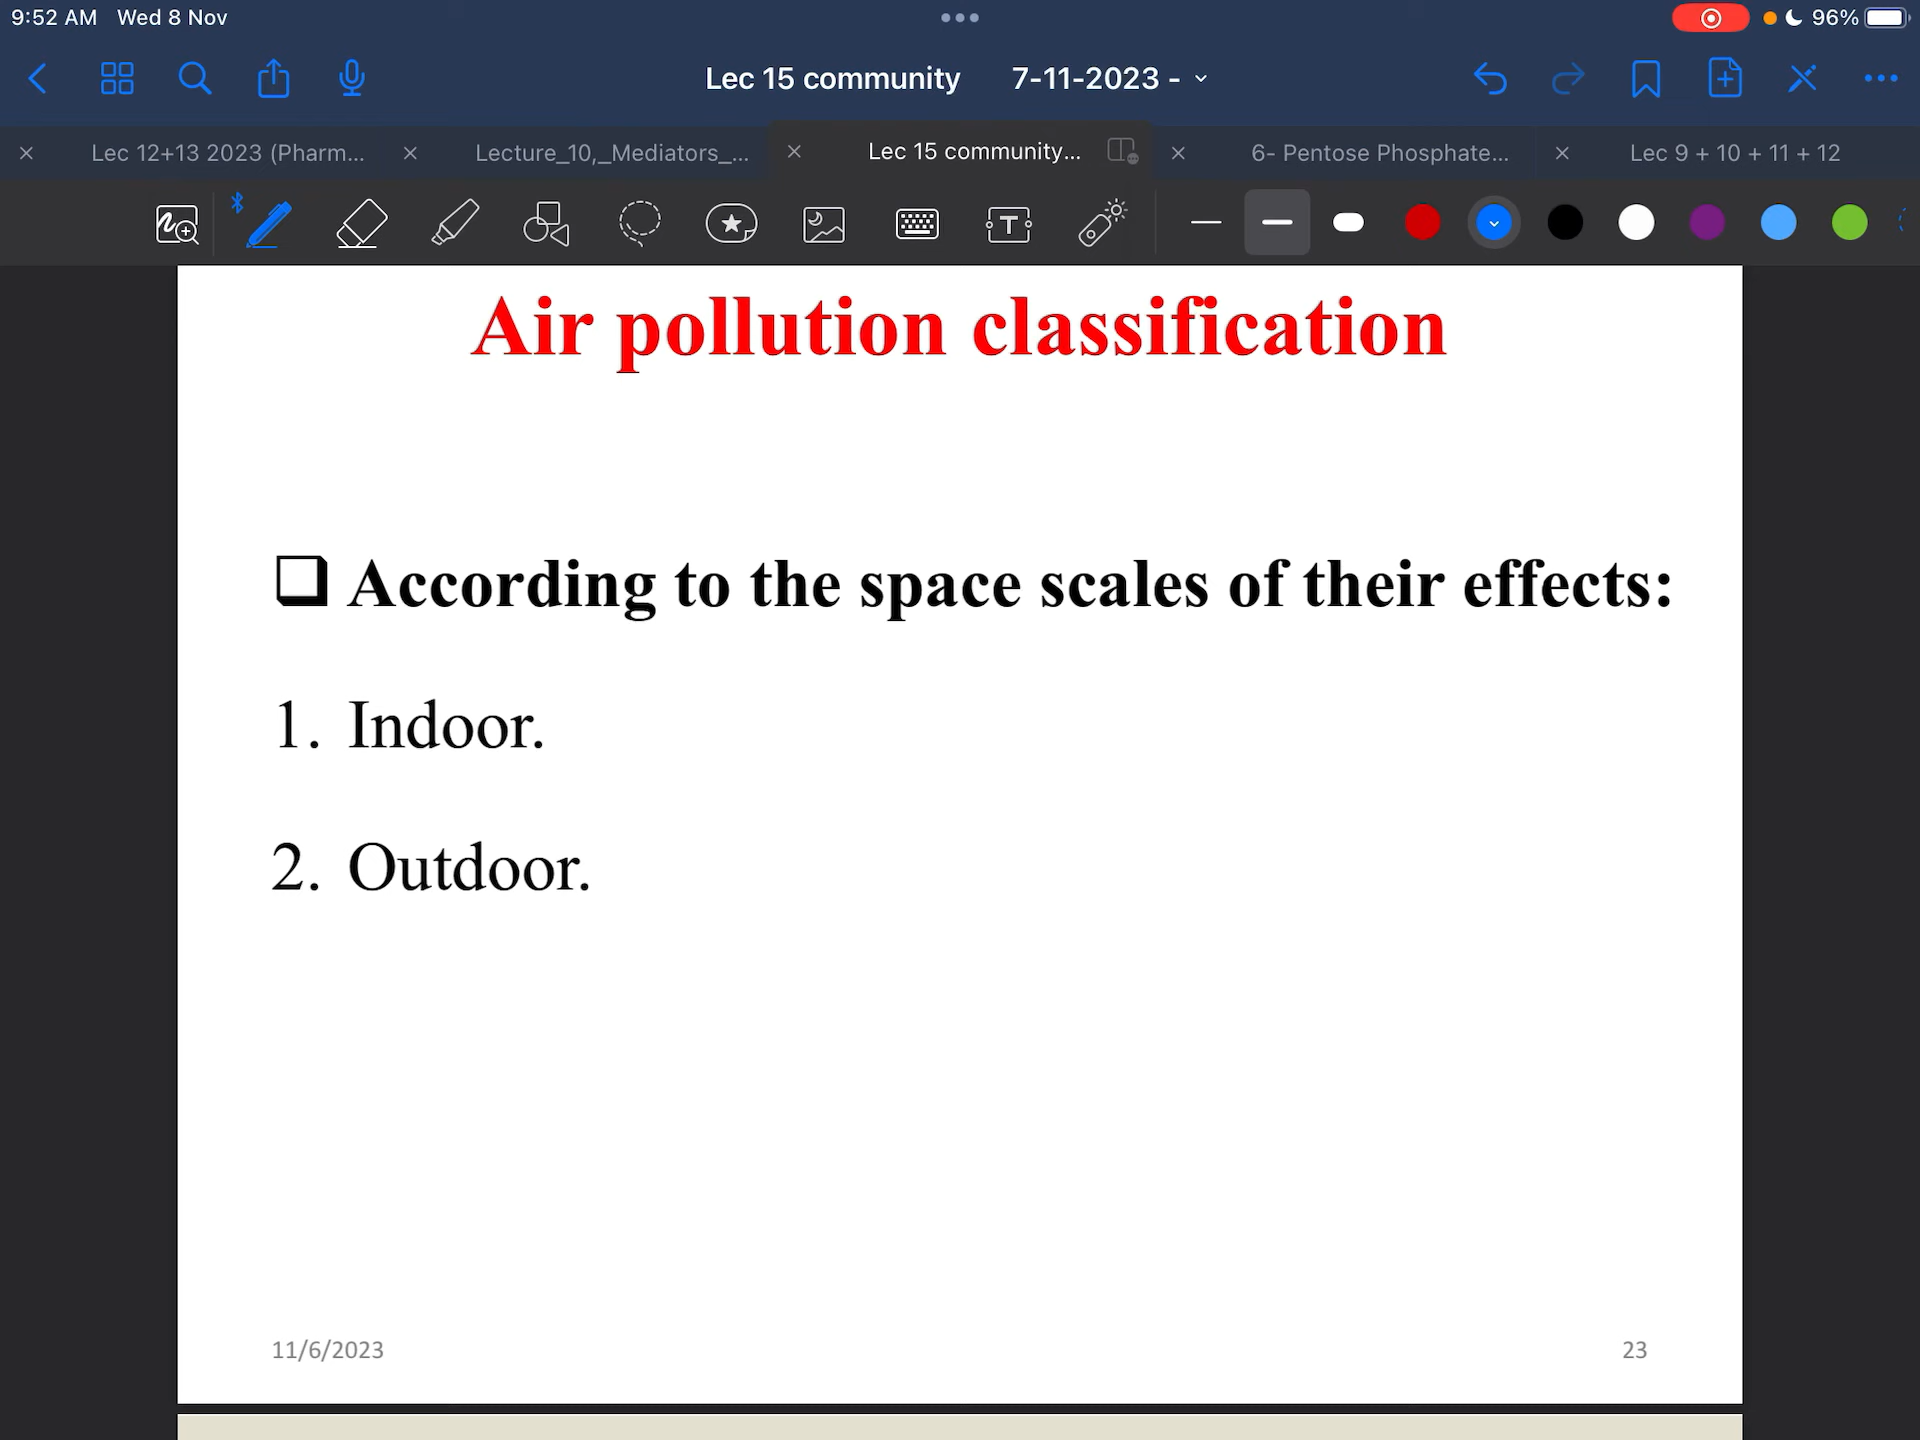 9:52 AM Wed 8 Nov
96%
Lec 15 community 7-11-2023 -
Lec 12+13 2023 (Pharm...
Lecture_10,_Mediators_...
Lec 15 community...
6- Pentose Phosphate...
Lec 9 + 10 + 11 + 12
T
Air pollution classification
According to the space scales of their effects:
1. Indoor.
2. Outdoor.
11/6/2023
23